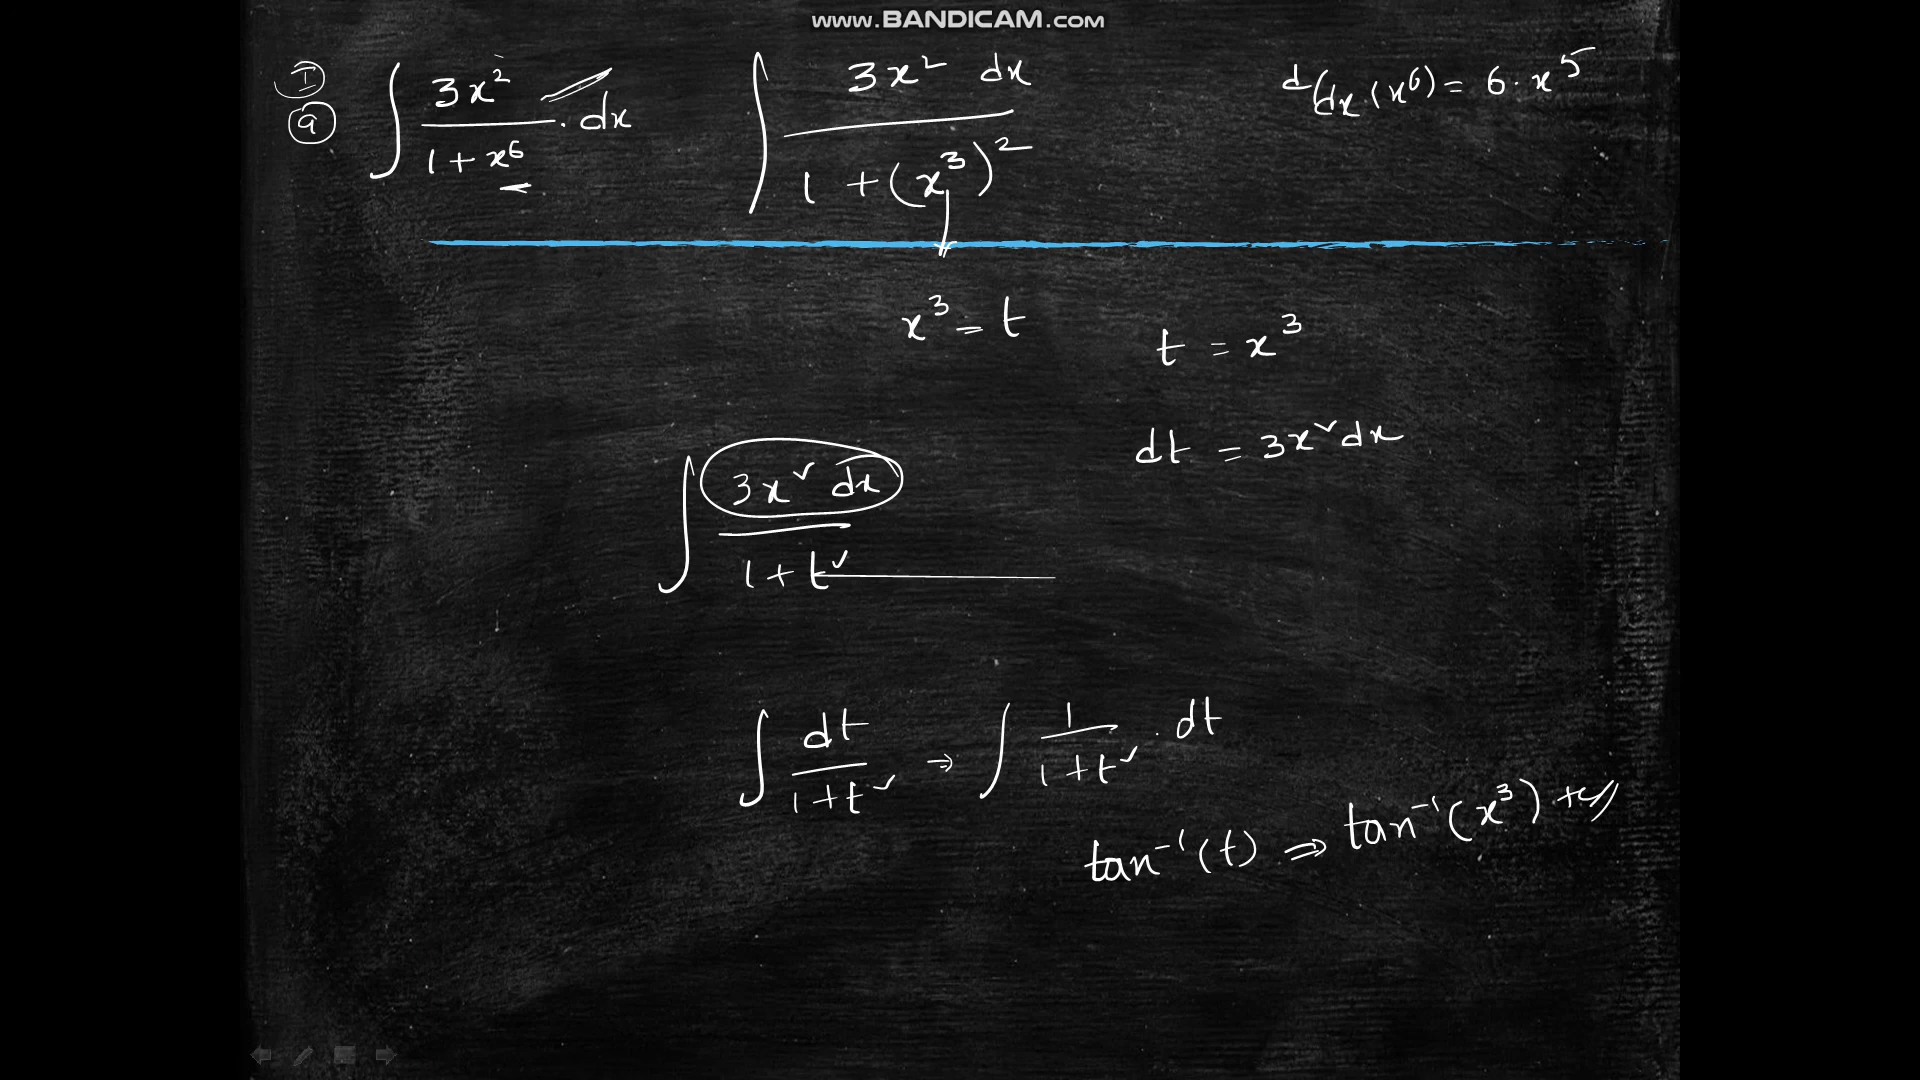 www.BANDICAM.com
I
a
∫ 3x²/(1 + x⁶) . dx
∫ 3x² dx/(1 + (x³)²)
d/dx (x⁶) = 6 · x⁵
x³ = t
t = x³
dt = 3x² dx
∫ 3x² dx/(1 + t²)
∫ dt/(1+t²) ⇒ ∫ 1/(1+t²) . dt
tan⁻¹(t) ⇒ tan⁻¹(x³) + c //